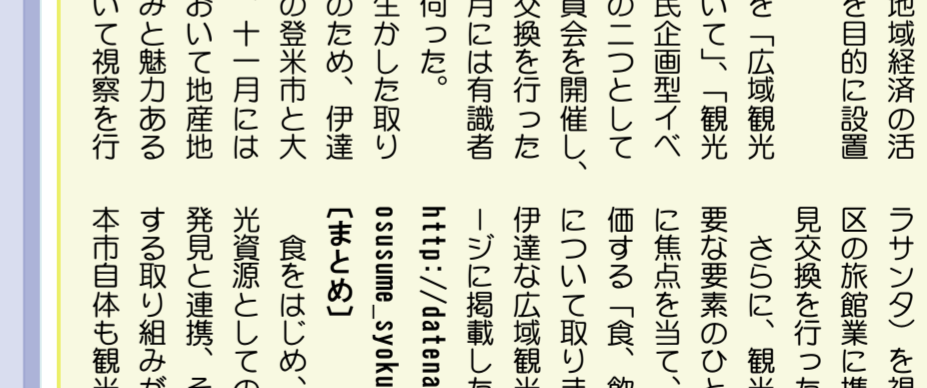 地域経済の活
を目的に設置
を「広域観光
いて」、「観光
民企画型イベ
の二つとして
員会を開催し、
交換を行った
月には有識者
伺った。
生かした取り
のため、伊達
の登米市と大
、十一月には
おいて地産地
みと魅力ある
いて視察を行
ラサンタ）を視
区の旅館業に携
見交換を行った
さらに、観光
要な要素のひと
に焦点を当て、
価する「食、飲
について取りま
伊達な広域観光
ージに掲載した
http://datena
osusume_syoku
【まとめ】
食をはじめ、
光資源としての
発見と連携、そ
する取り組みが
本市自体も観光